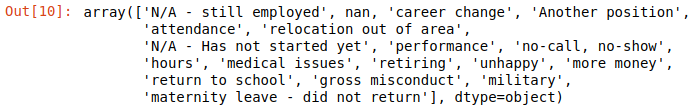 Out[10]: array(['N/A - still employed', nan, 'career change', 'Another position',
'attendance', 'relocation out of area',
'N/A - Has not started yet', 'performance', 'no-call, no-show',
'hours', 'medical issues', 'retiring', 'unhappy', 'more money',
'return to school', 'gross misconduct', 'military',
'maternity leave - did not return'], dtype=object)